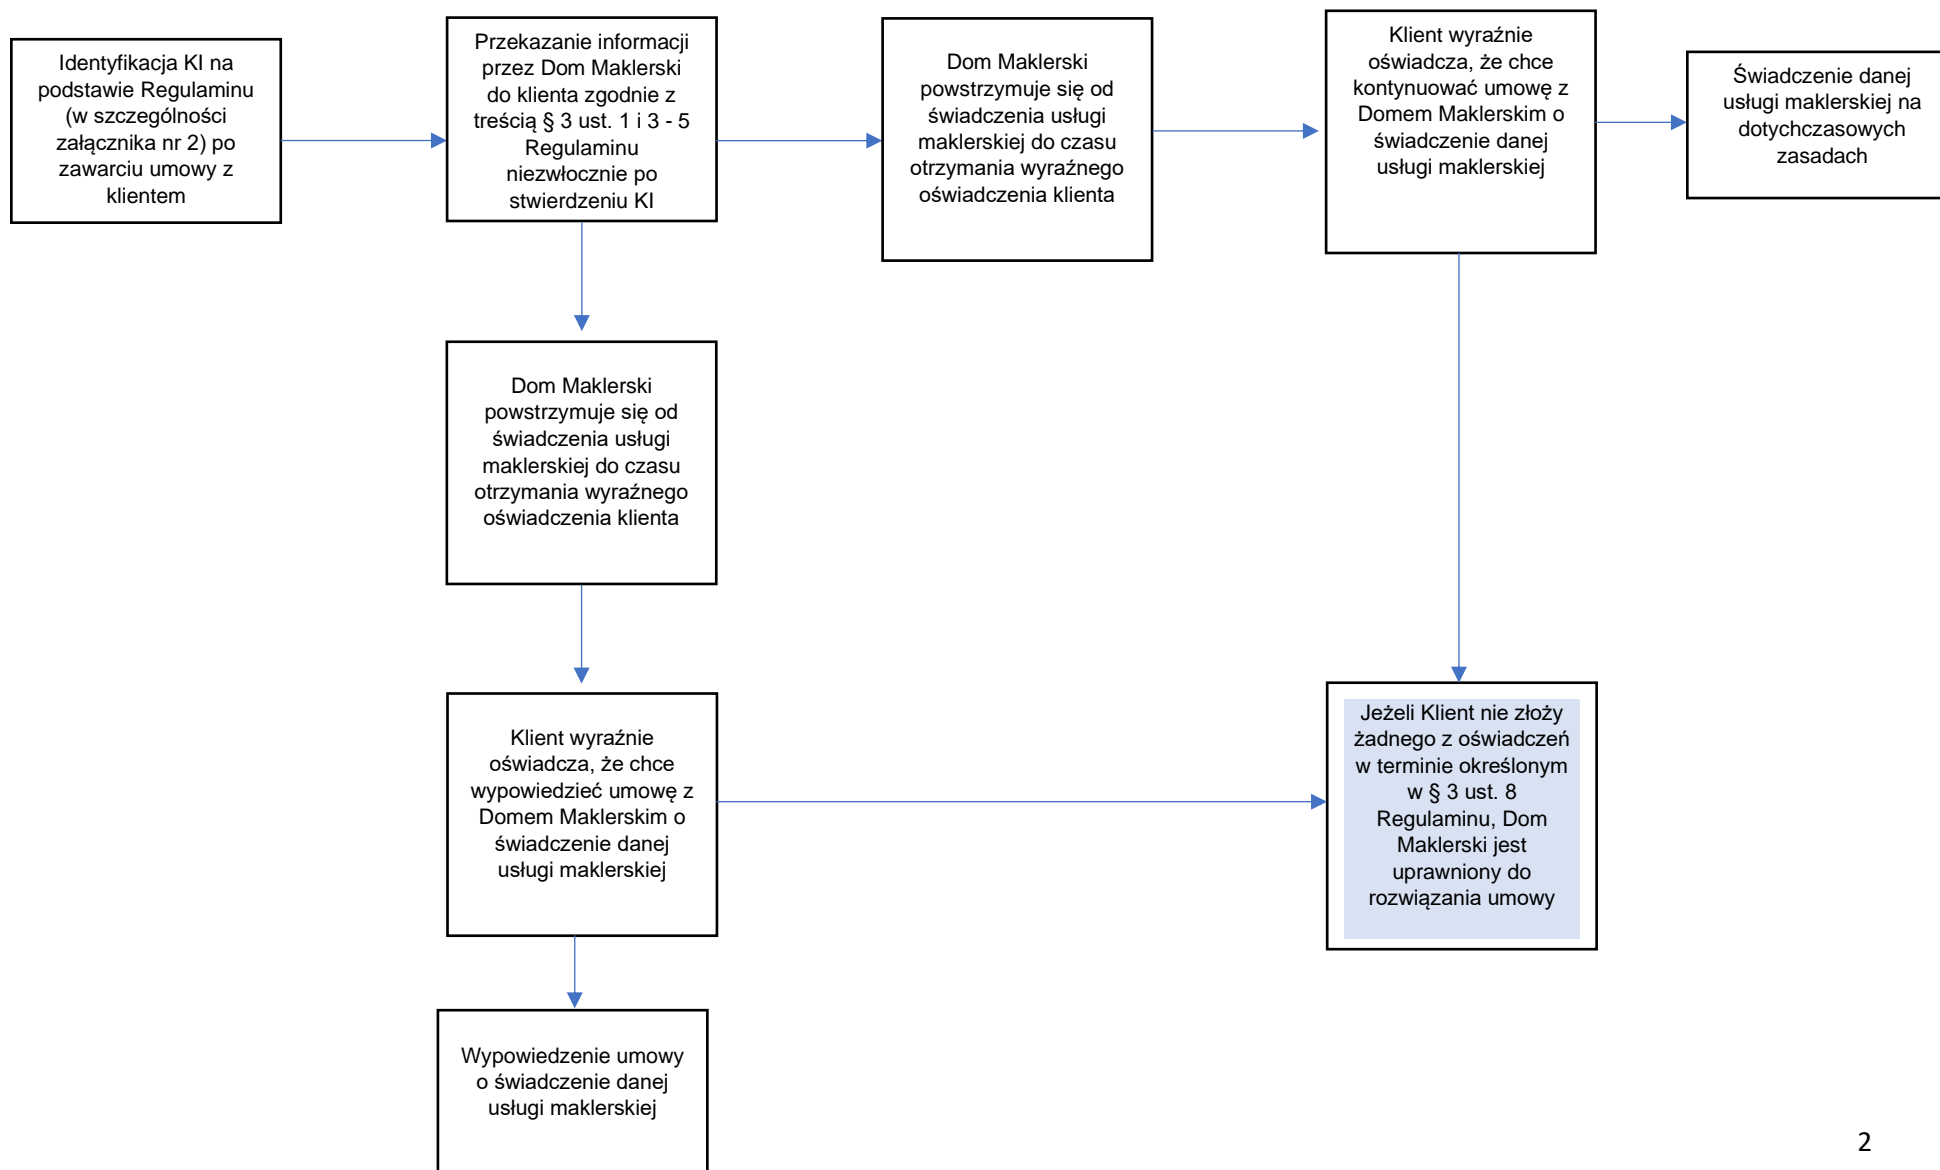 Identyfikacja KI na
podstawie Regulaminu
(w szczególności
załącznika nr 2) po
zawarciu umowy z
klientem
Przekazanie informacji
przez Dom Maklerski
do klienta zgodnie z
treścią § 3 ust. 1 i 3 - 5
Regulaminu
niezwłocznie po
stwierdzeniu KI
Dom Maklerski
powstrzymuje się od
świadczenia usługi
maklerskiej do czasu
otrzymania wyraźnego
oświadczenia klienta
Klient wyraźnie
oświadcza, że chce
kontynuować umowę z
Domem Maklerskim o
świadczenie danej
usługi maklerskiej
Świadczenie danej
usługi maklerskiej na
dotychczasowych
zasadach
Dom Maklerski
powstrzymuje się od
świadczenia usługi
maklerskiej do czasu
otrzymania wyraźnego
oświadczenia klienta
Klient wyraźnie
oświadcza, że chce
wypowiedzieć umowę z
Domem Maklerskim o
świadczenie danej
usługi maklerskiej
Jeżeli Klient nie złoży
żadnego z oświadczeń
w terminie określonym
w § 3 ust. 8
Regulaminu, Dom
Maklerski jest
uprawniony do
rozwiązania umowy
Wypowiedzenie umowy
o świadczenie danej
usługi maklerskiej
2